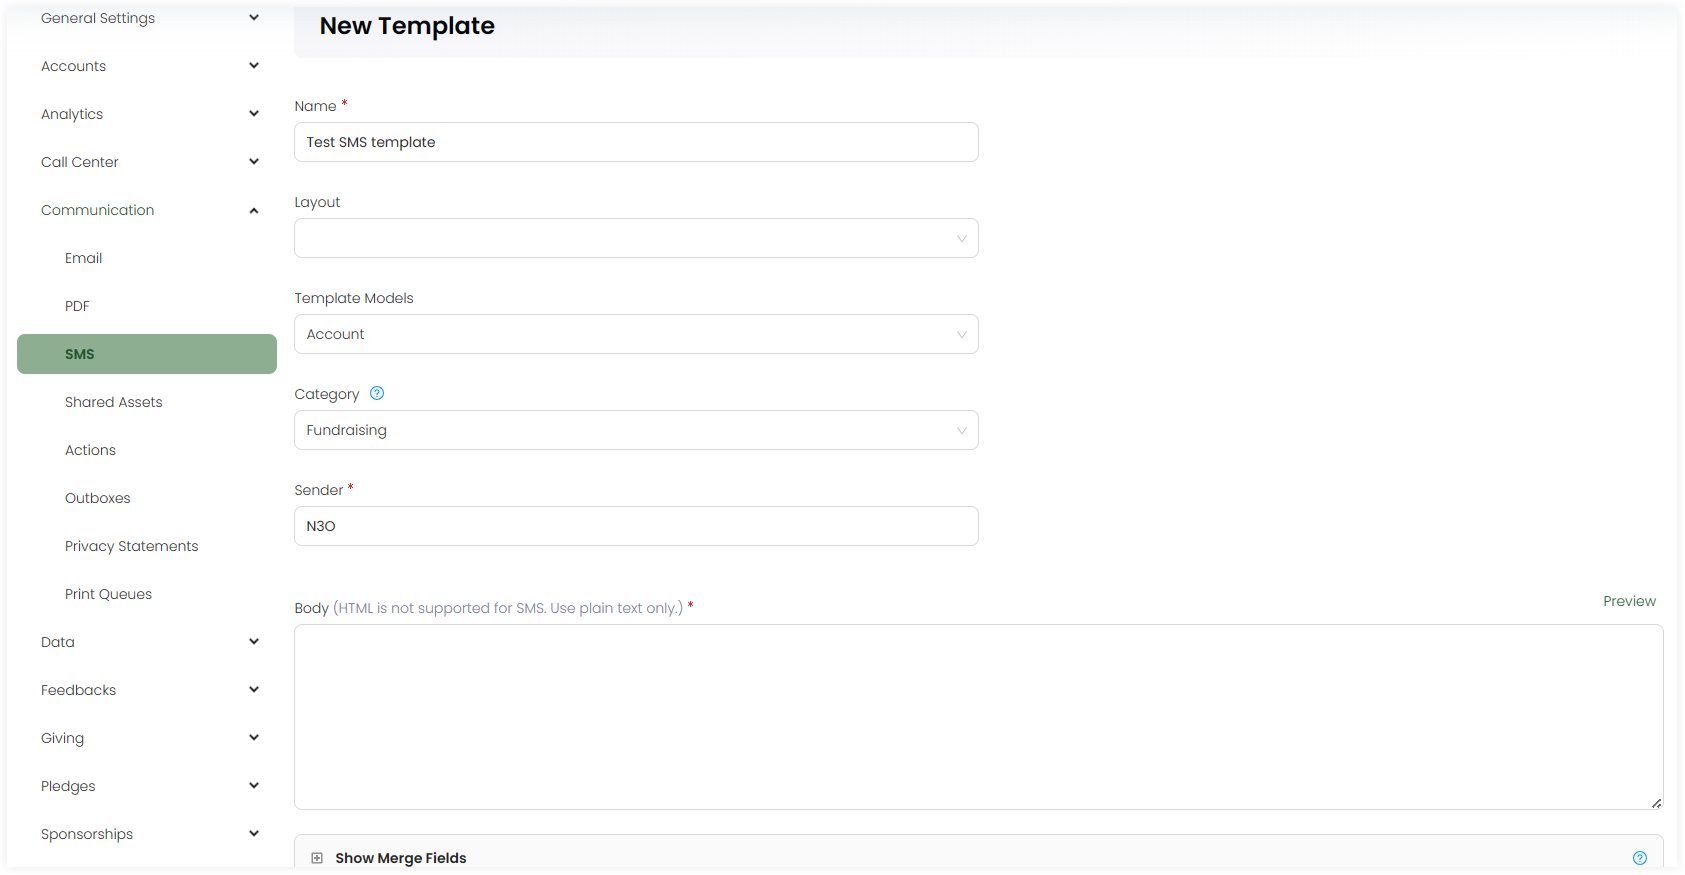 General Settings
Accounts
Analytics
Call Center
Communication
Email
PDF
SMS
Shared Assets
Actions
Outboxes
Privacy Statements
Print Queues
Data
Feedbacks
Giving
Pledges
Sponsorships
New Template
Name *
Test SMS template
Layout
Template Models
Account
Category ?
Fundraising
Sender *
N3O
Body (HTML is not supported for SMS. Use plain text only.) *
Preview
Show Merge Fields ?